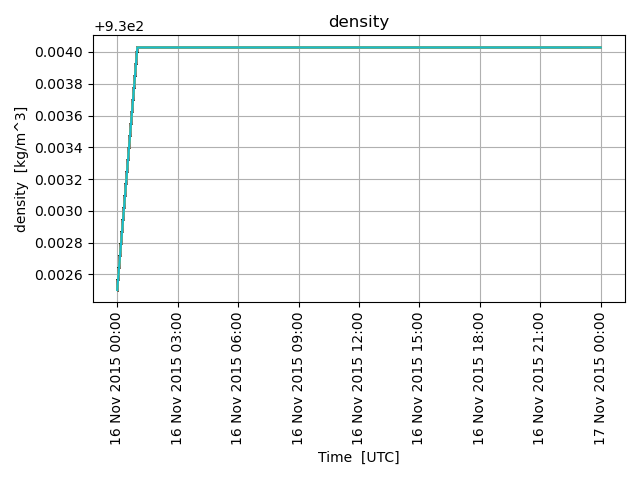 density
+9.3e2
0.0040
0.0038
0.0036
0.0034
0.0032
0.0030
0.0028
0.0026
density  [kg/m^3]
16 Nov 2015 00:00
16 Nov 2015 03:00
16 Nov 2015 06:00
16 Nov 2015 09:00
16 Nov 2015 12:00
16 Nov 2015 15:00
16 Nov 2015 18:00
16 Nov 2015 21:00
17 Nov 2015 00:00
Time  [UTC]